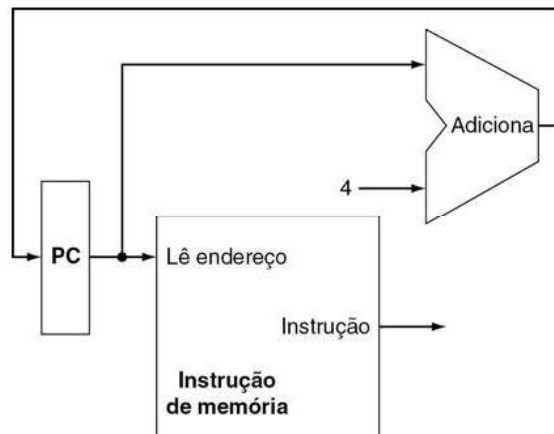 Adiciona
4
PC
Lê endereço
Instrução
Instrução
de memória